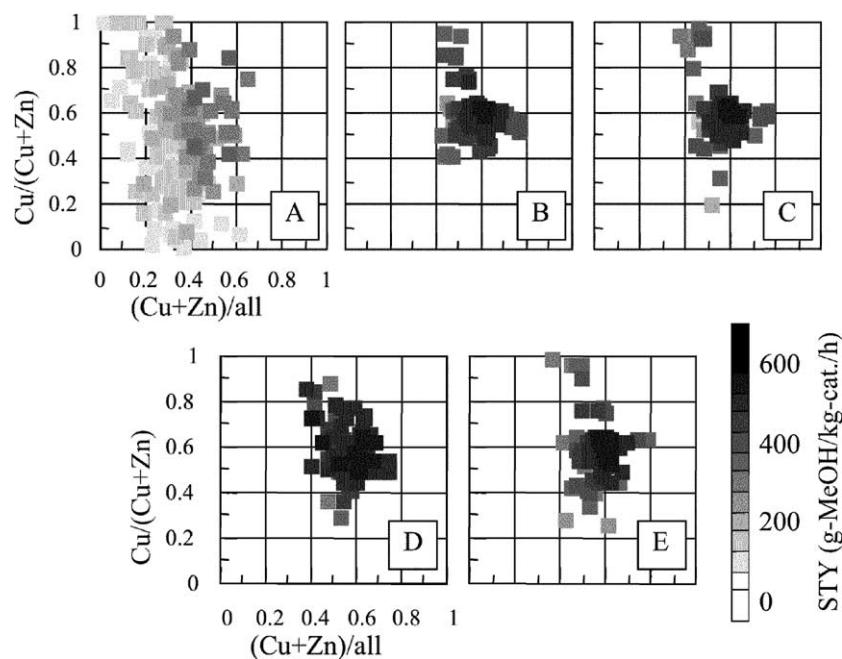 1
0.8
0.6
0.4
0.2
0
Cu/(Cu+Zn)
A
B
C
0 0.2 0.4 0.6 0.8 1
(Cu+Zn)/all
1
0.8
0.6
0.4
0.2
0
Cu/(Cu+Zn)
D
E
0 0.2 0.4 0.6 0.8 1
(Cu+Zn)/all
600
400
200
0
STY (g-MeOH/kg-cat./h)